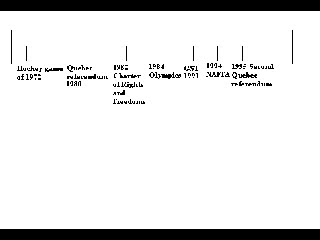 Hockey game
of 1972
Quebec
referendum
1980
1982
Charter
of Rights
and
freedoms
1984
Olympics
GST
1991
1994
NAFTA
1995 Second
Quebec
referendum